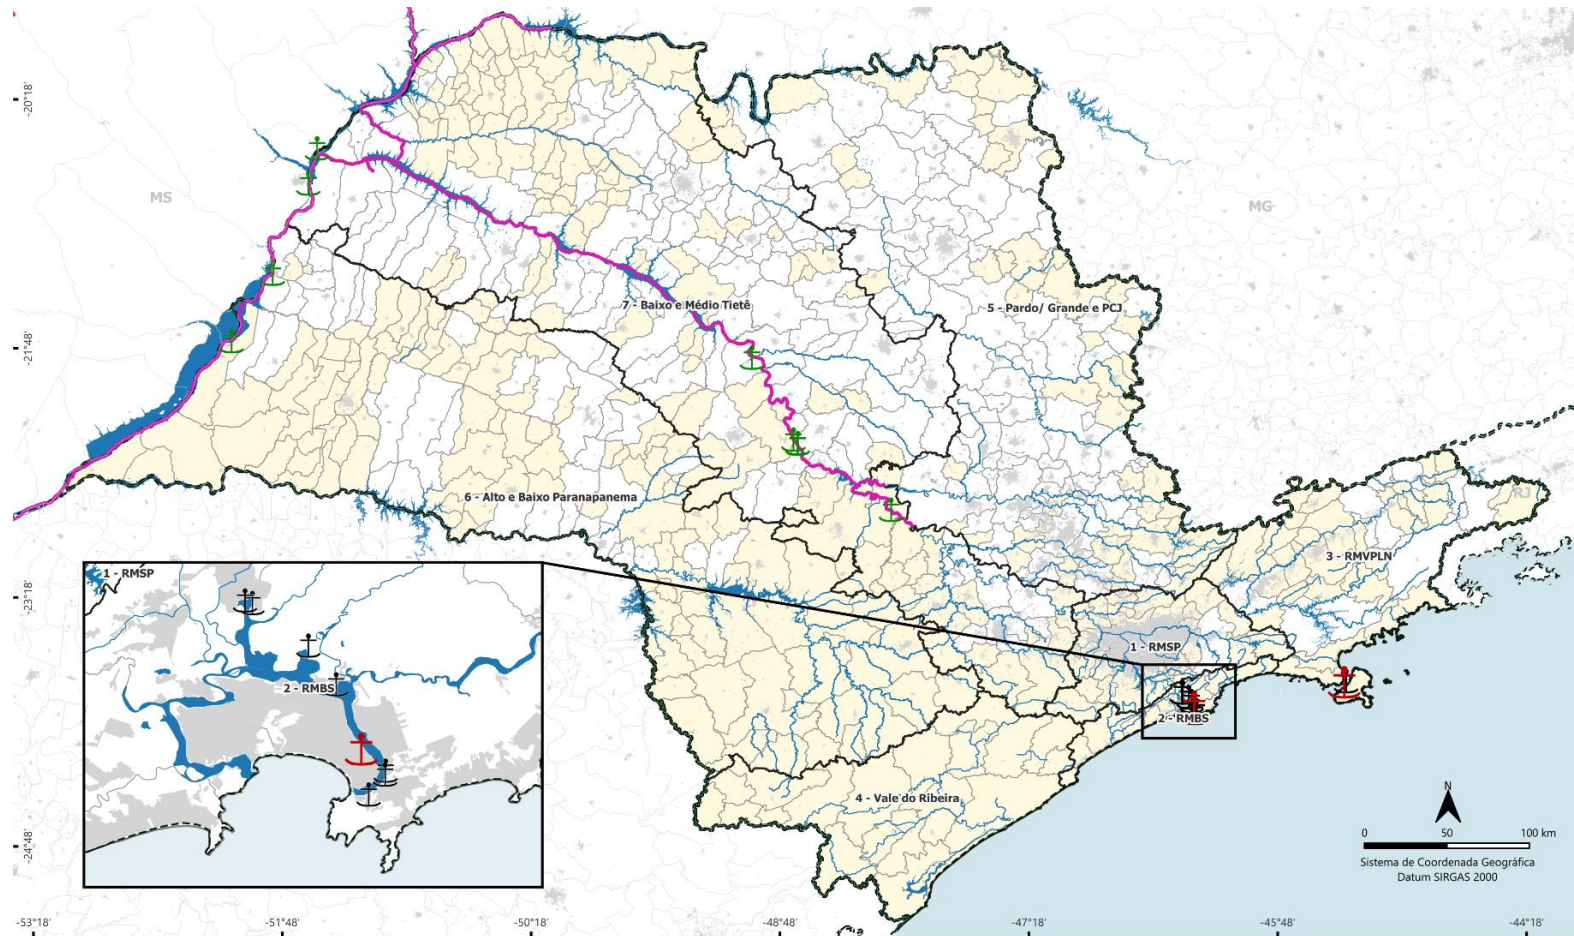 -20°18'
-21°48'
-23°18'
-24°48'
MS
MG
RJ
7 - Baixo e Médio Tietê
5 - Pardo/ Grande e PCJ
6 - Alto e Baixo Paranapanema
3 - RMVPLN
1 - RMSP
2 - RMBS
4 - Vale do Ribeira
1 - RMSP
2 - RMBS
N
0 50 100 km
Sistema de Coordenada Geográfica
Datum SIRGAS 2000
-53°18' -51°48' -50°18' -48°48' -47°18' -45°48' -44°18'